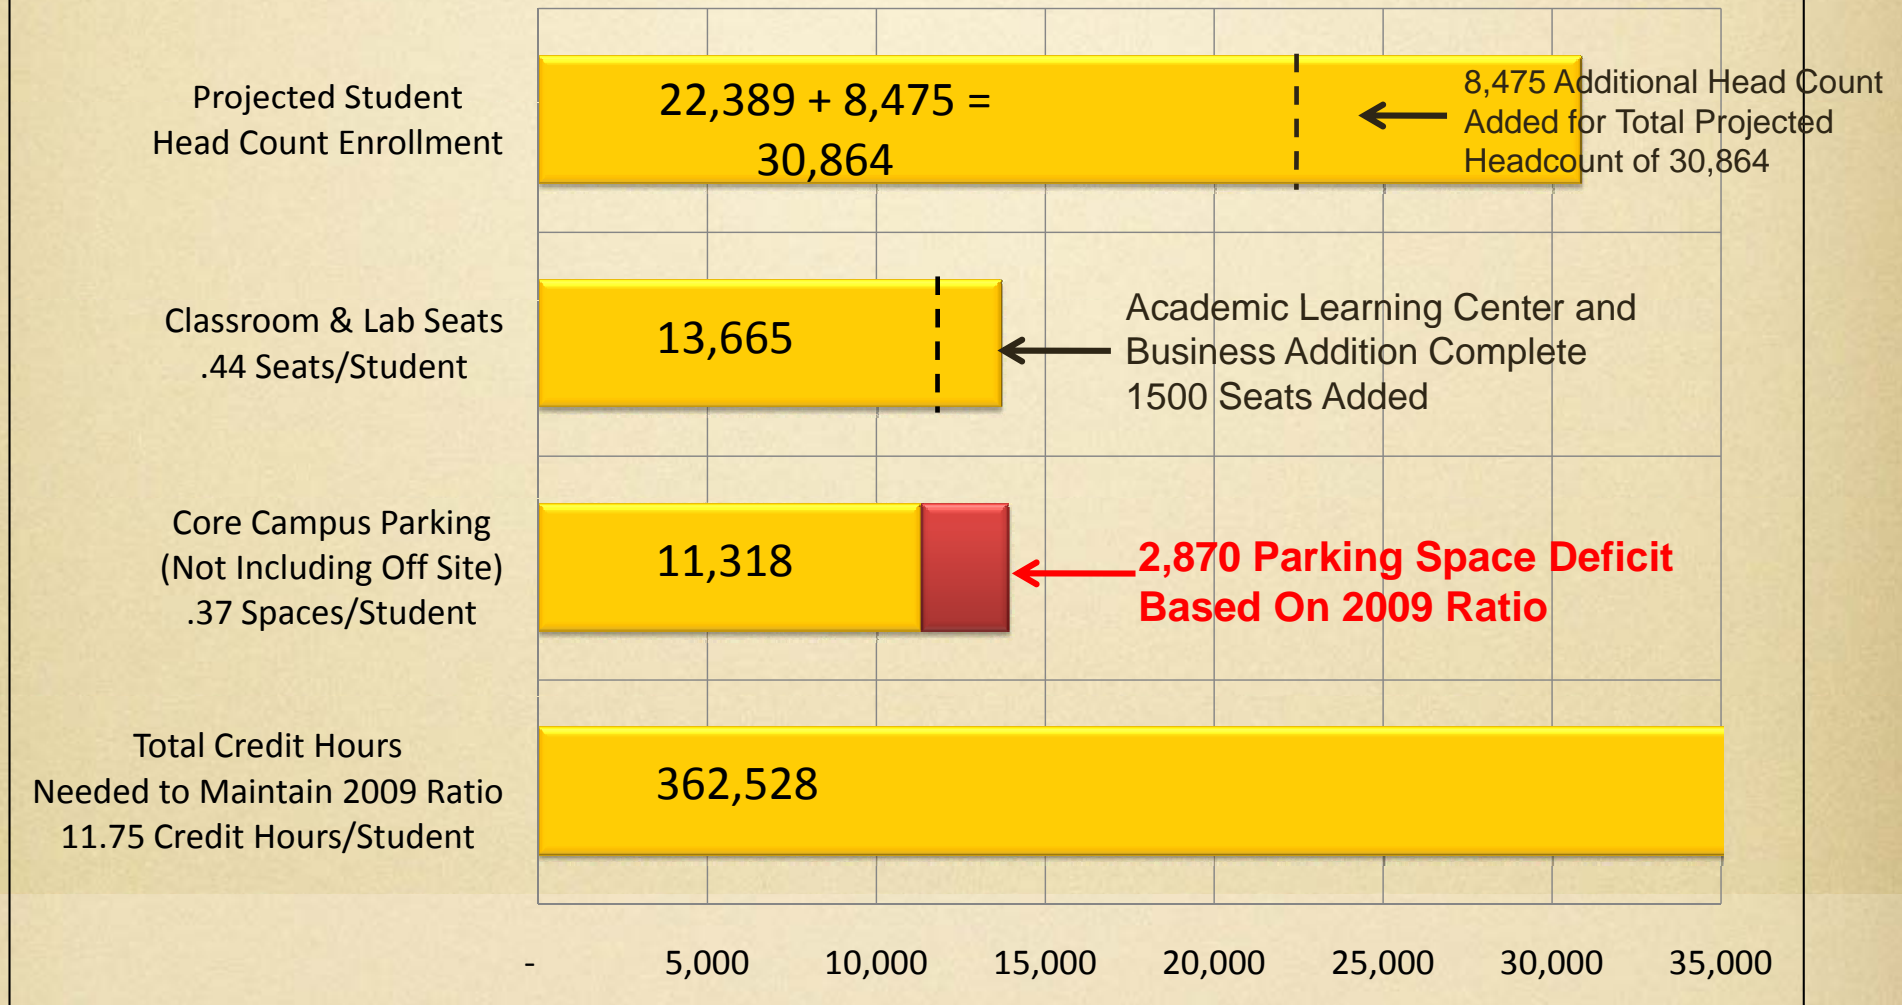 Projected Student
Head Count Enrollment
22,389 + 8,475 =
30,864
8,475 Additional Head Count
Added for Total Projected
Headcount of 30,864
Classroom & Lab Seats
.44 Seats/Student
13,665
Academic Learning Center and
Business Addition Complete
1500 Seats Added
Core Campus Parking
(Not Including Off Site)
.37 Spaces/Student
11,318
2,870 Parking Space Deficit
Based On 2009 Ratio
Total Credit Hours
Needed to Maintain 2009 Ratio
11.75 Credit Hours/Student
362,528
- 5,000 10,000 15,000 20,000 25,000 30,000 35,000